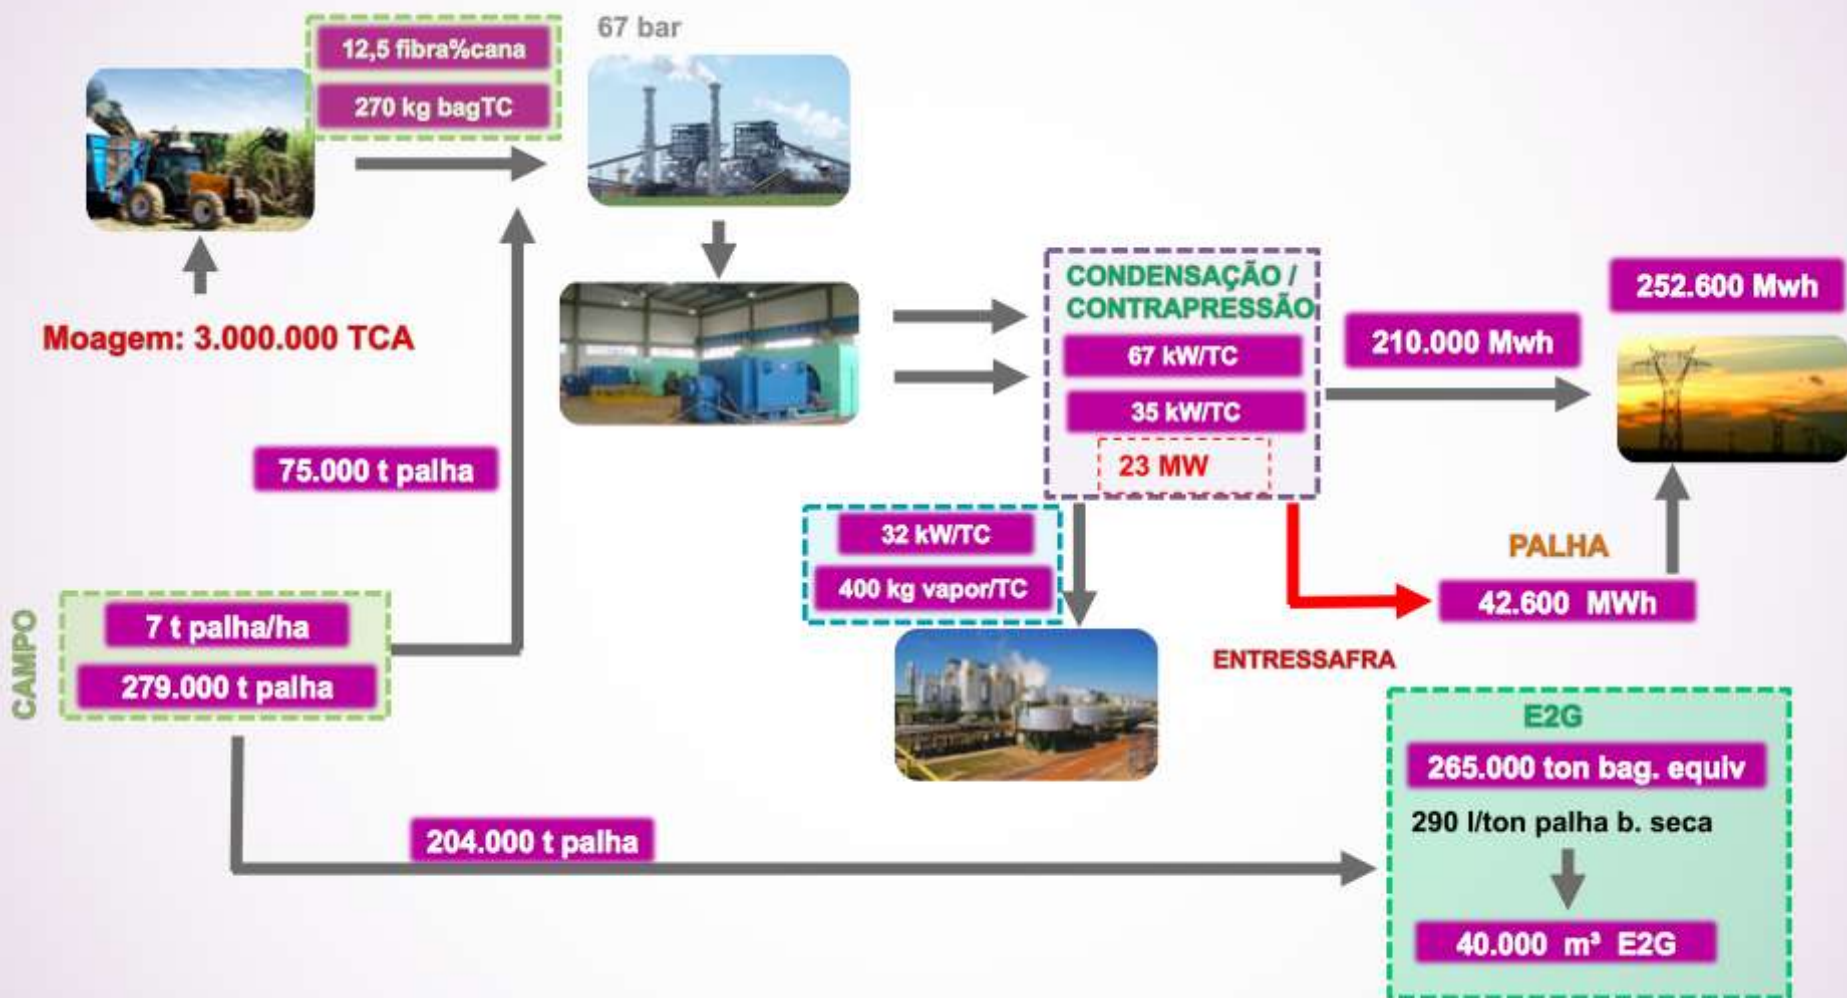 12,5 fibra%cana
270 kg bagTC
67 bar
Moagem: 3.000.000 TCA
CONDENSAÇÃO /
CONTRAPRESSÃO
67 kW/TC
35 kW/TC
23 MW
210.000 Mwh
252.600 Mwh
75.000 t palha
32 kW/TC
400 kg vapor/TC
PALHA
42.600 MWh
ENTRESSAFRA
CAMPO
7 t palha/ha
279.000 t palha
204.000 t palha
E2G
265.000 ton bag. equiv
290 l/ton palha b. seca
40.000 m³ E2G